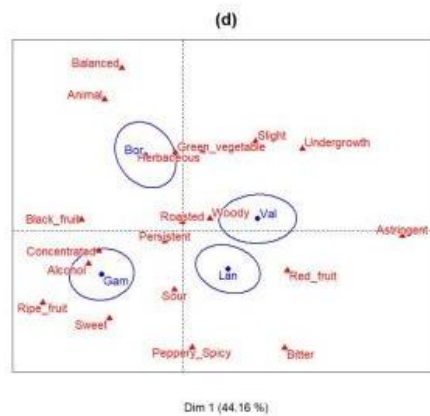 (d)
Balanced
Animal
Slight
Bor
Green_vegetable
Undergrowth
Herbaceous
Black_fruit
Roasted
Woody
Val
Astringent
Persistent
Concentrated
Alcohol
Gam
Lan
Red_fruit
Sour
Ripe_fruit
Sweet
Peppery_Spicy
Bitter
Dim 1 (44.16 %)